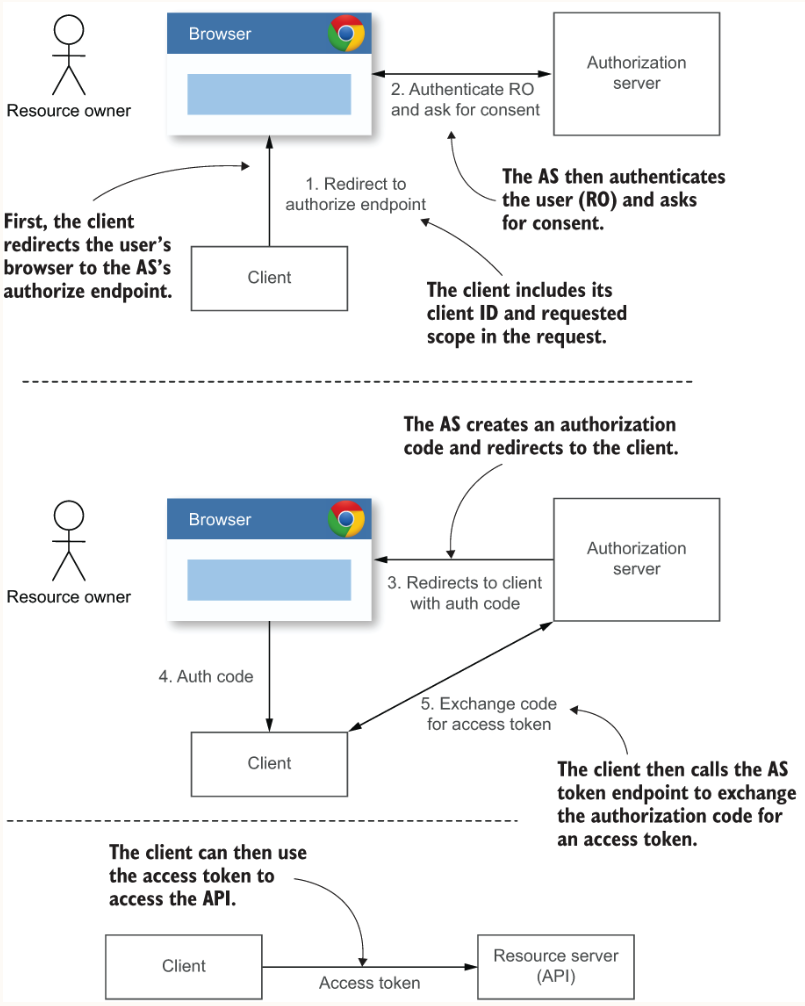 Browser
Resource owner
Authorization
server
2. Authenticate RO
and ask for consent
The AS then authenticates
the user (RO) and asks
for consent.
1. Redirect to
authorize endpoint
First, the client
redirects the user’s
browser to the AS’s
authorize endpoint.
Client
The client includes its
client ID and requested
scope in the request.
The AS creates an authorization
code and redirects to the client.
Browser
Resource owner
Authorization
server
3. Redirects to client
with auth code
4. Auth code
5. Exchange code
for access token
Client
The client then calls the AS
token endpoint to exchange
the authorization code for
an access token.
The client can then use
the access token to
access the API.
Client
Access token
Resource server
(API)